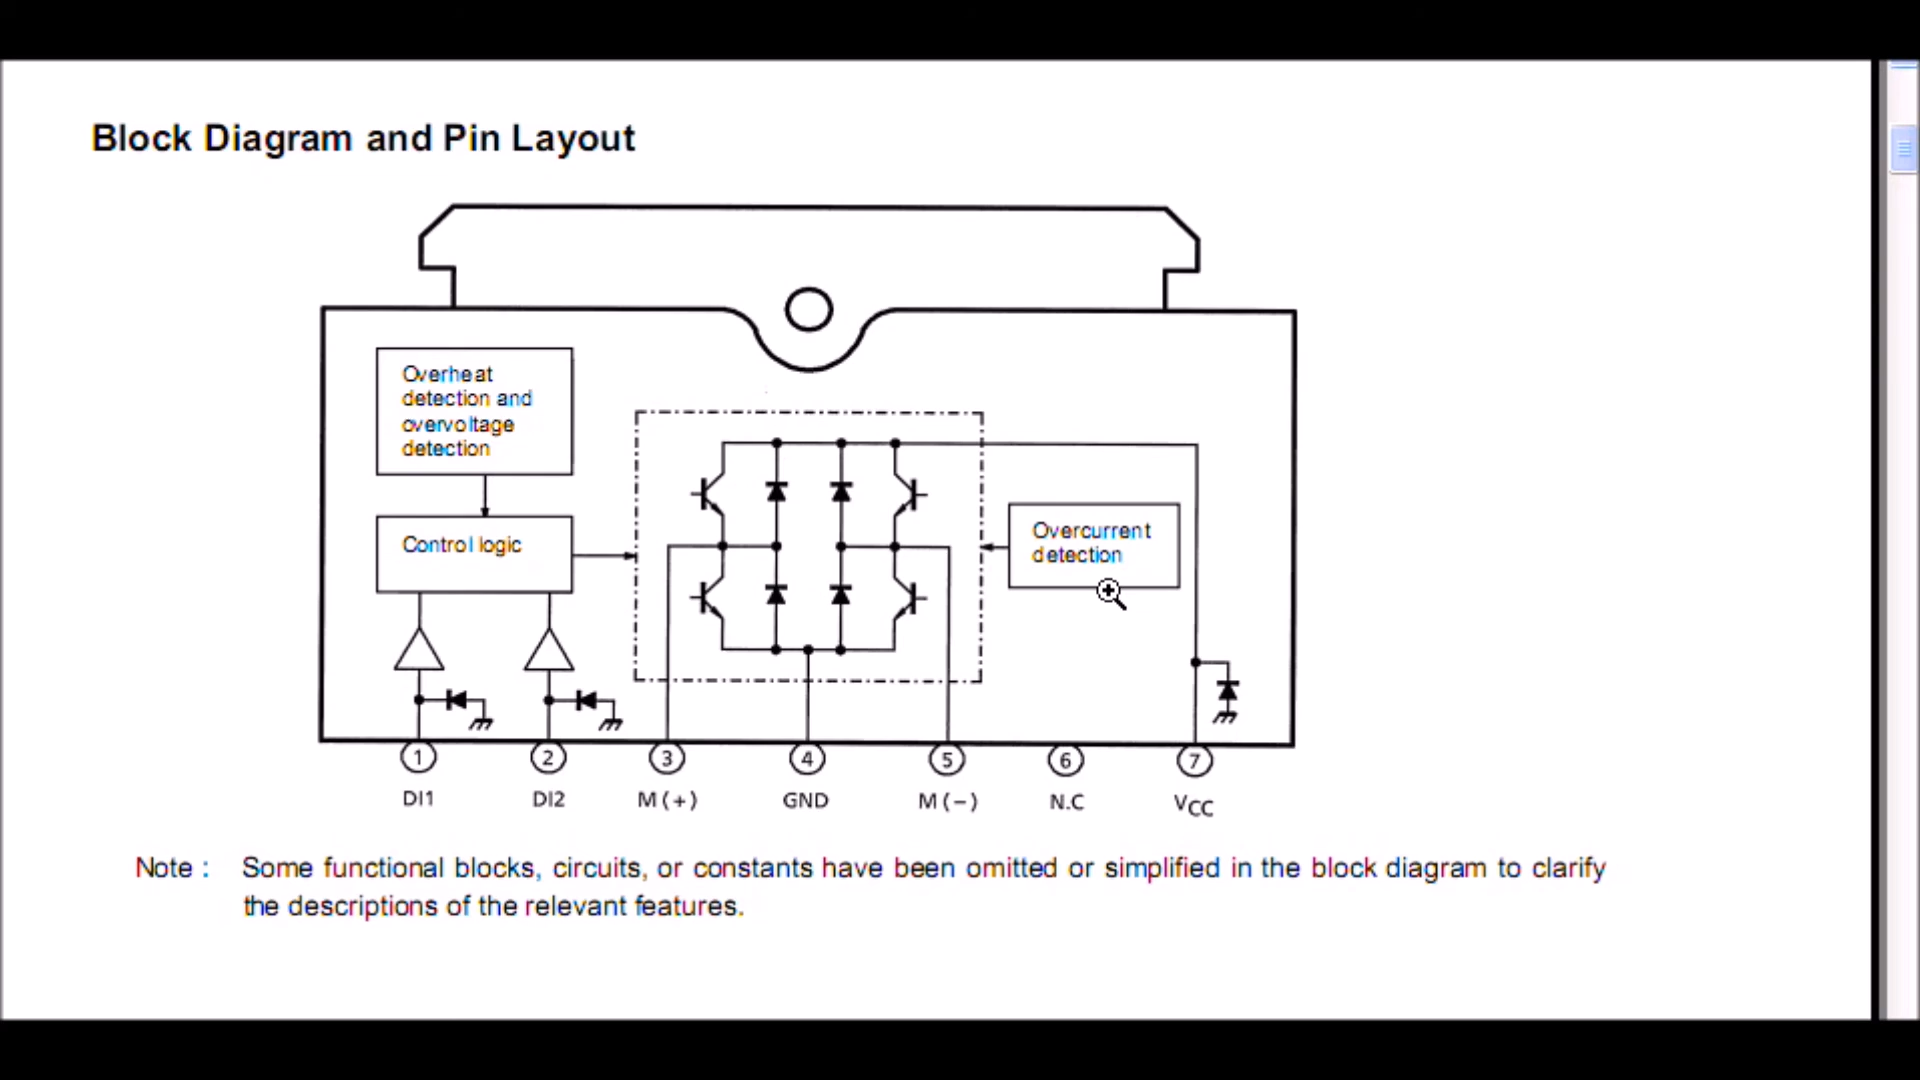 Block Diagram and Pin Layout
Overheat
detection and
overvoltage
detection
Control logic
Overcurrent
detection
1 2 3 4 5 6 7
DI1 DI2 M(+) GND M(−) N.C VCC
Note : Some functional blocks, circuits, or constants have been omitted or simplified in the block diagram to clarify
the descriptions of the relevant features.